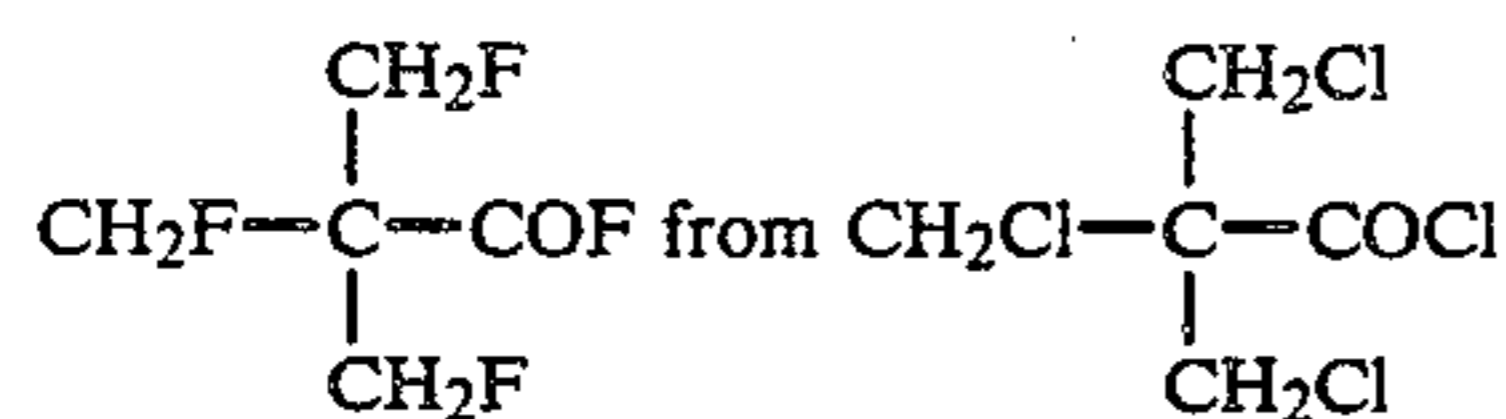 CH₂F CH₂Cl
CH₂F—C—COF from CH₂Cl—C—COCl
CH₂F CH₂Cl